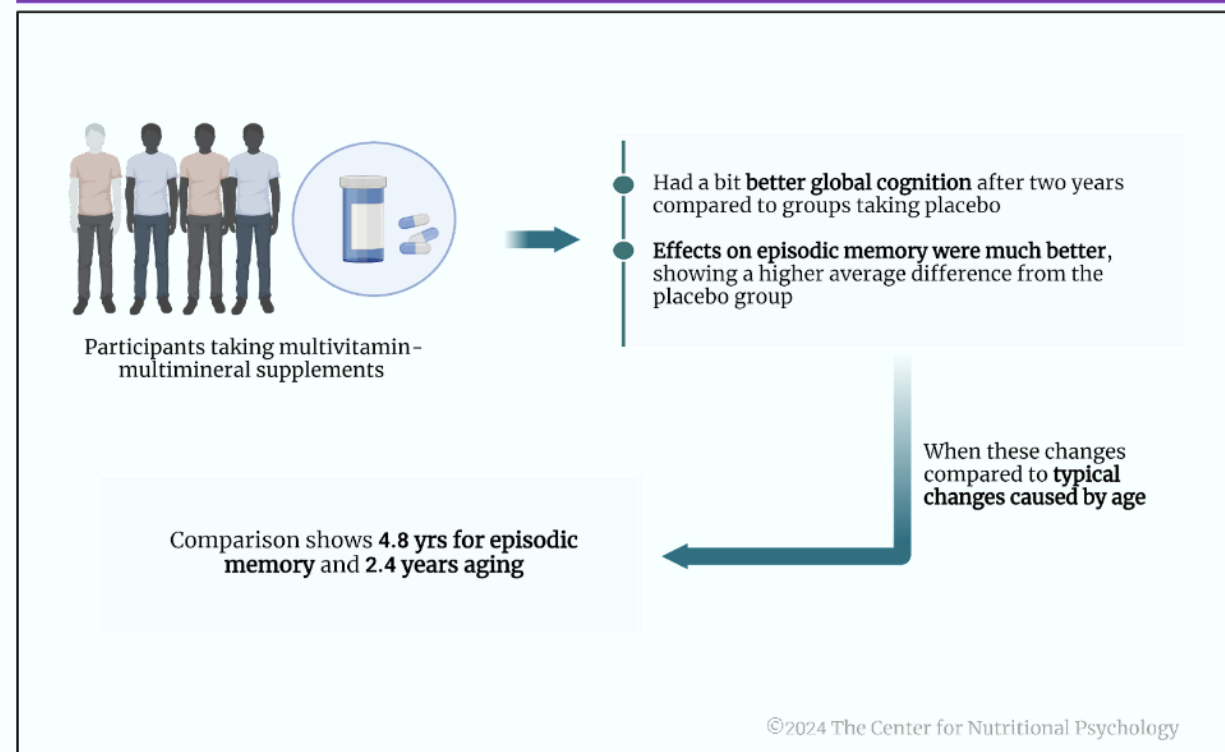 Had a bit better global cognition after two years
compared to groups taking placebo
Effects on episodic memory were much better,
showing a higher average difference from the
placebo group
Participants taking multivitamin-
multimineral supplements
When these changes
compared to typical
changes caused by age
Comparison shows 4.8 yrs for episodic
memory and 2.4 years aging
©2024 The Center for Nutritional Psychology